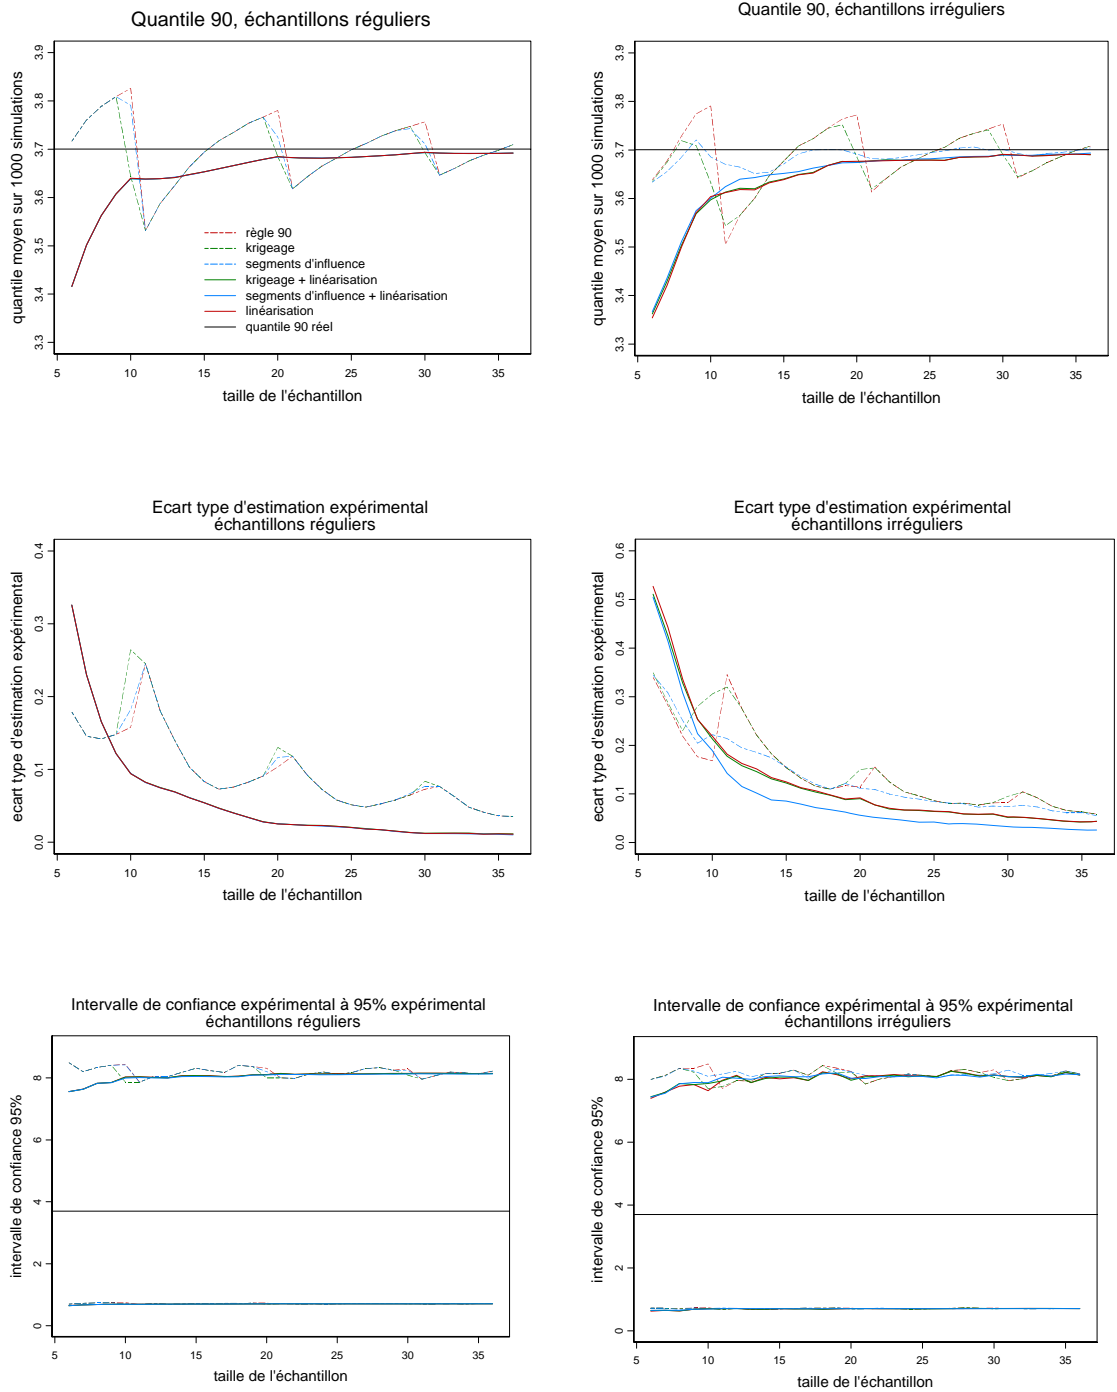 Quantile 90, échantillons réguliers
quantile moyen sur 1000 simulations
3.9
3.8
3.7
3.6
3.5
3.4
3.3
règle 90
krigeage
segments d'influence
krigeage + linéarisation
segments d'influence + linéarisation
linéarisation
quantile 90 réel
5 10 15 20 25 30 35
taille de l'échantillon
Quantile 90, échantillons irréguliers
quantile moyen sur 1000 simulations
3.9
3.8
3.7
3.6
3.5
3.4
3.3
5 10 15 20 25 30 35
taille de l'échantillon
Ecart type d'estimation expérimental
échantillons réguliers
ecart type d'estimation expérimental
0.4
0.3
0.2
0.1
0.0
5 10 15 20 25 30 35
taille de l'échantillon
Ecart type d'estimation expérimental
échantillons irréguliers
ecart type d'estimation expérimental
0.6
0.5
0.4
0.3
0.2
0.1
0.0
5 10 15 20 25 30 35
taille de l'échantillon
Intervalle de confiance expérimental à 95% expérimental
échantillons réguliers
intervalle de confiance 95%
8
6
4
2
0
5 10 15 20 25 30 35
taille de l'échantillon
Intervalle de confiance expérimental à 95% expérimental
échantillons irréguliers
intervalle de confiance 95%
8
6
4
2
0
5 10 15 20 25 30 35
taille de l'échantillon